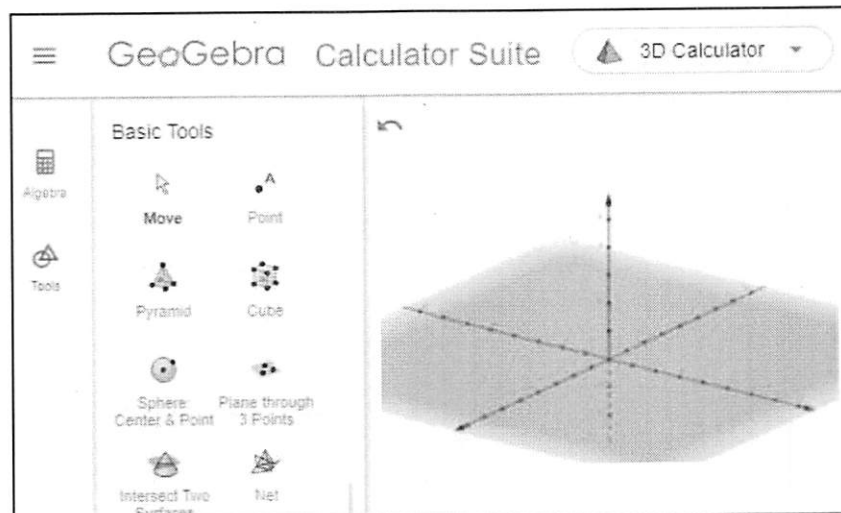 GeoGebra Calculator Suite 3D Calculator
Basic Tools
Algebra
Tools
Move Point
A
Pyramid Cube
Sphere: Plane through
Center & Point 3 Points
Intersect Two Net
Surfaces